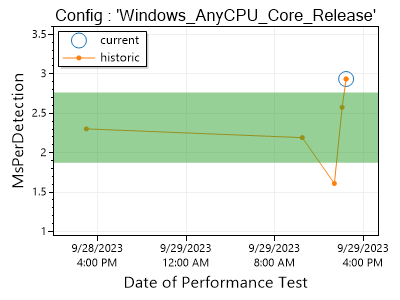 Config : 'Windows_AnyCPU_Core_Release'
current
historic
3.5
3
2.5
2
1.5
1
MsPerDetection
9/28/2023 9/29/2023 9/29/2023 9/29/2023
4:00 PM 12:00 AM 8:00 AM 4:00 PM
Date of Performance Test